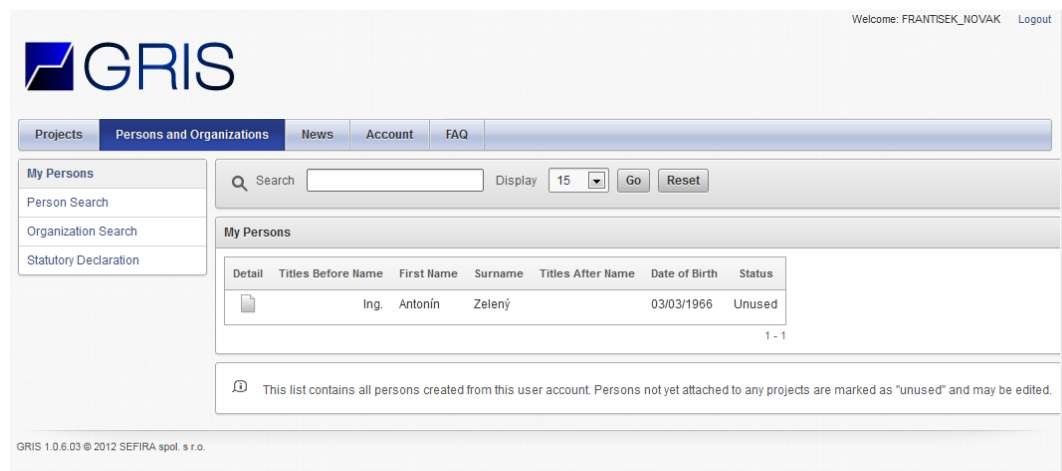 Welcome: FRANTISEK_NOVAK Logout
GRIS
Projects Persons and Organizations News Account FAQ
My Persons
Person Search
Organization Search
Statutory Declaration
Search Display 15 Go Reset
My Persons
Detail Titles Before Name First Name Surname Titles After Name Date of Birth Status
Ing. Antonín Zelený 03/03/1966 Unused
1 - 1
This list contains all persons created from this user account. Persons not yet attached to any projects are marked as "unused" and may be edited.
GRIS 1.0.6.03 © 2012 SEFIRA spol. s r.o.